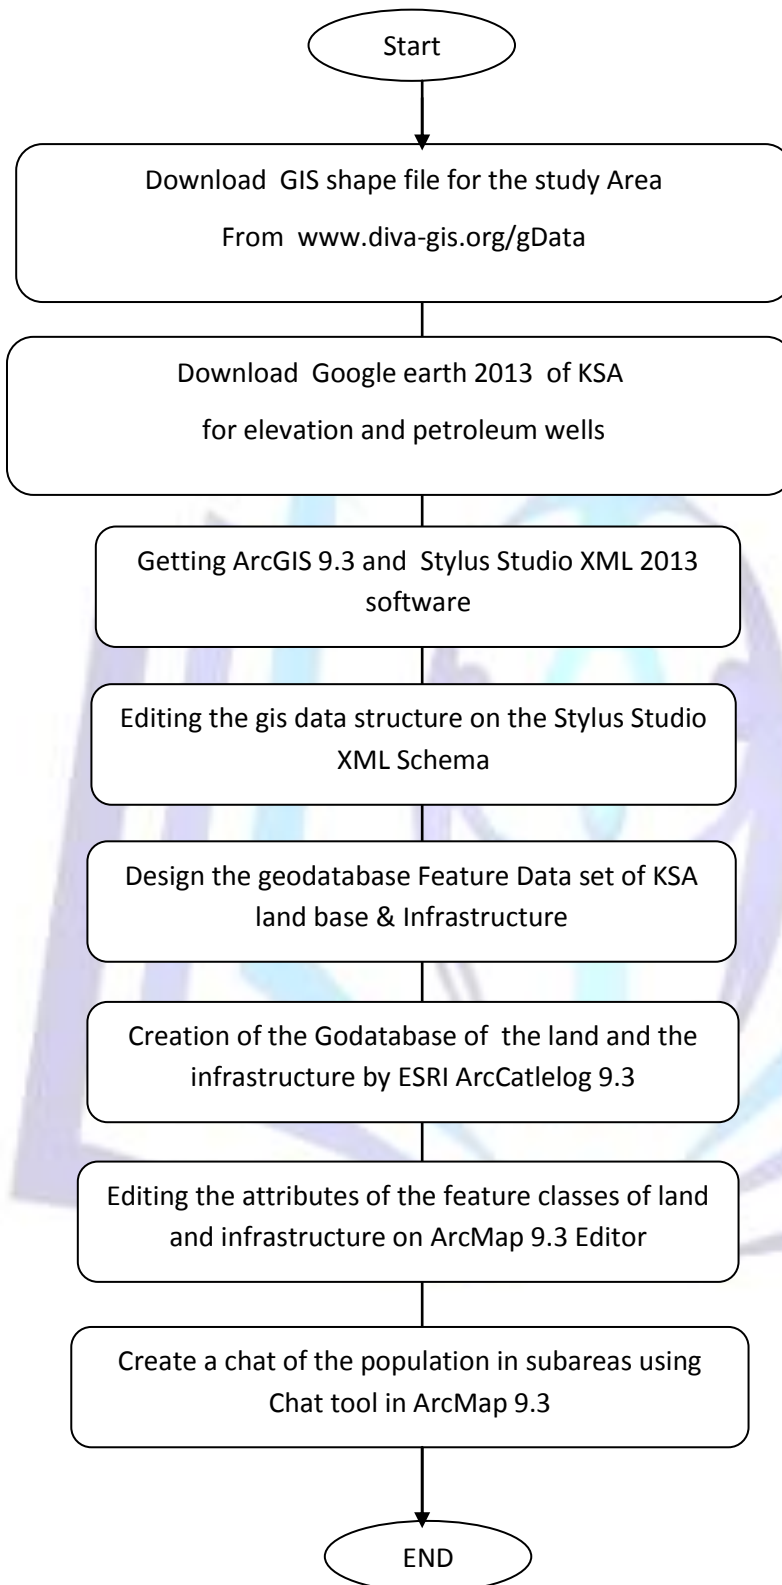 Start
Download GIS shape file for the study Area
From www.diva-gis.org/gData
Download Google earth 2013 of KSA
for elevation and petroleum wells
Getting ArcGIS 9.3 and Stylus Studio XML 2013
software
Editing the gis data structure on the Stylus Studio
XML Schema
Design the geodatabase Feature Data set of KSA
land base & Infrastructure
Creation of the Godatabase of the land and the
infrastructure by ESRI ArcCatlelog 9.3
Editing the attributes of the feature classes of land
and infrastructure on ArcMap 9.3 Editor
Create a chat of the population in subareas using
Chat tool in ArcMap 9.3
END